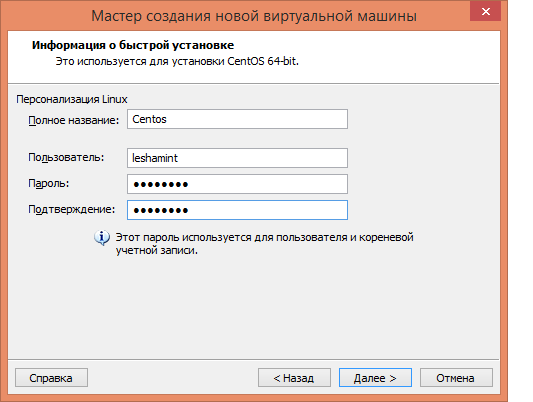 Мастер создания новой виртуальной машины
Информация о быстрой установке
Это используется для установки CentOS 64-bit.
Персонализация Linux
Полное название: Centos
Пользователь: leshamint
Пароль: ●●●●●●●●
Подтверждение: ●●●●●●●●
Этот пароль используется для пользователя и кореневой
учетной записи.
Справка < Назад Далее > Отмена